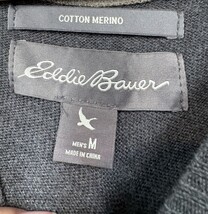 COTTON MERINO
Eddie Bauer
MEN'S M
MADE IN CHINA